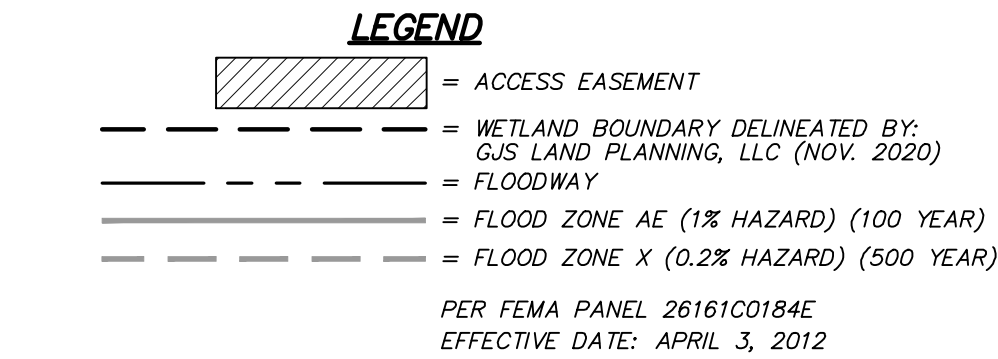 LEGEND
= ACCESS EASEMENT
= WETLAND BOUNDARY DELINEATED BY:
GJS LAND PLANNING, LLC (NOV. 2020)
= FLOODWAY
= FLOOD ZONE AE (1% HAZARD) (100 YEAR)
= FLOOD ZONE X (0.2% HAZARD) (500 YEAR)
PER FEMA PANEL 26161C0184E
EFFECTIVE DATE: APRIL 3, 2012